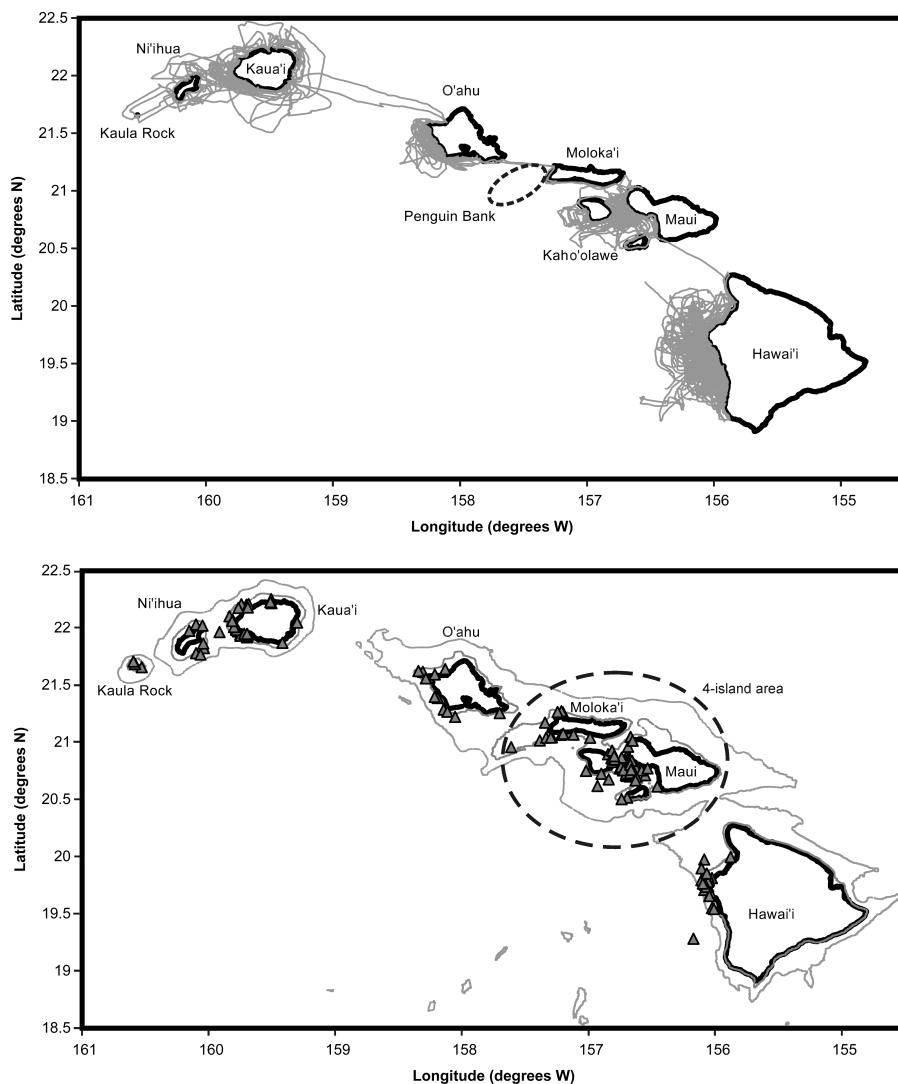 22.5
22
21.5
21
20.5
20
19.5
19
18.5
Latitude (degrees N)
Ni'ihua
Kaua'i
O'ahu
Kaula Rock
Moloka'i
Penguin Bank
Maui
Kaho'olawe
Hawai'i
161 160 159 158 157 156 155
Longitude (degrees W)
22.5
22
21.5
21
20.5
20
19.5
19
18.5
Latitude (degrees N)
Ni'ihua
Kaua'i
O'ahu
Kaula Rock
4-island area
Moloka'i
Maui
Hawai'i
161 160 159 158 157 156 155
Longitude (degrees W)